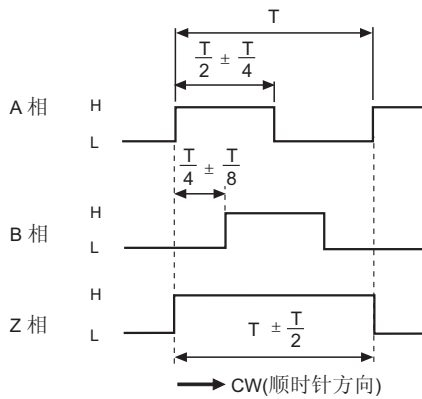 T
T/2 ± T/4
A 相 H
L
T/4 ± T/8
B 相 H
L
Z 相 H
L
T ± T/2
CW(顺时针方向)